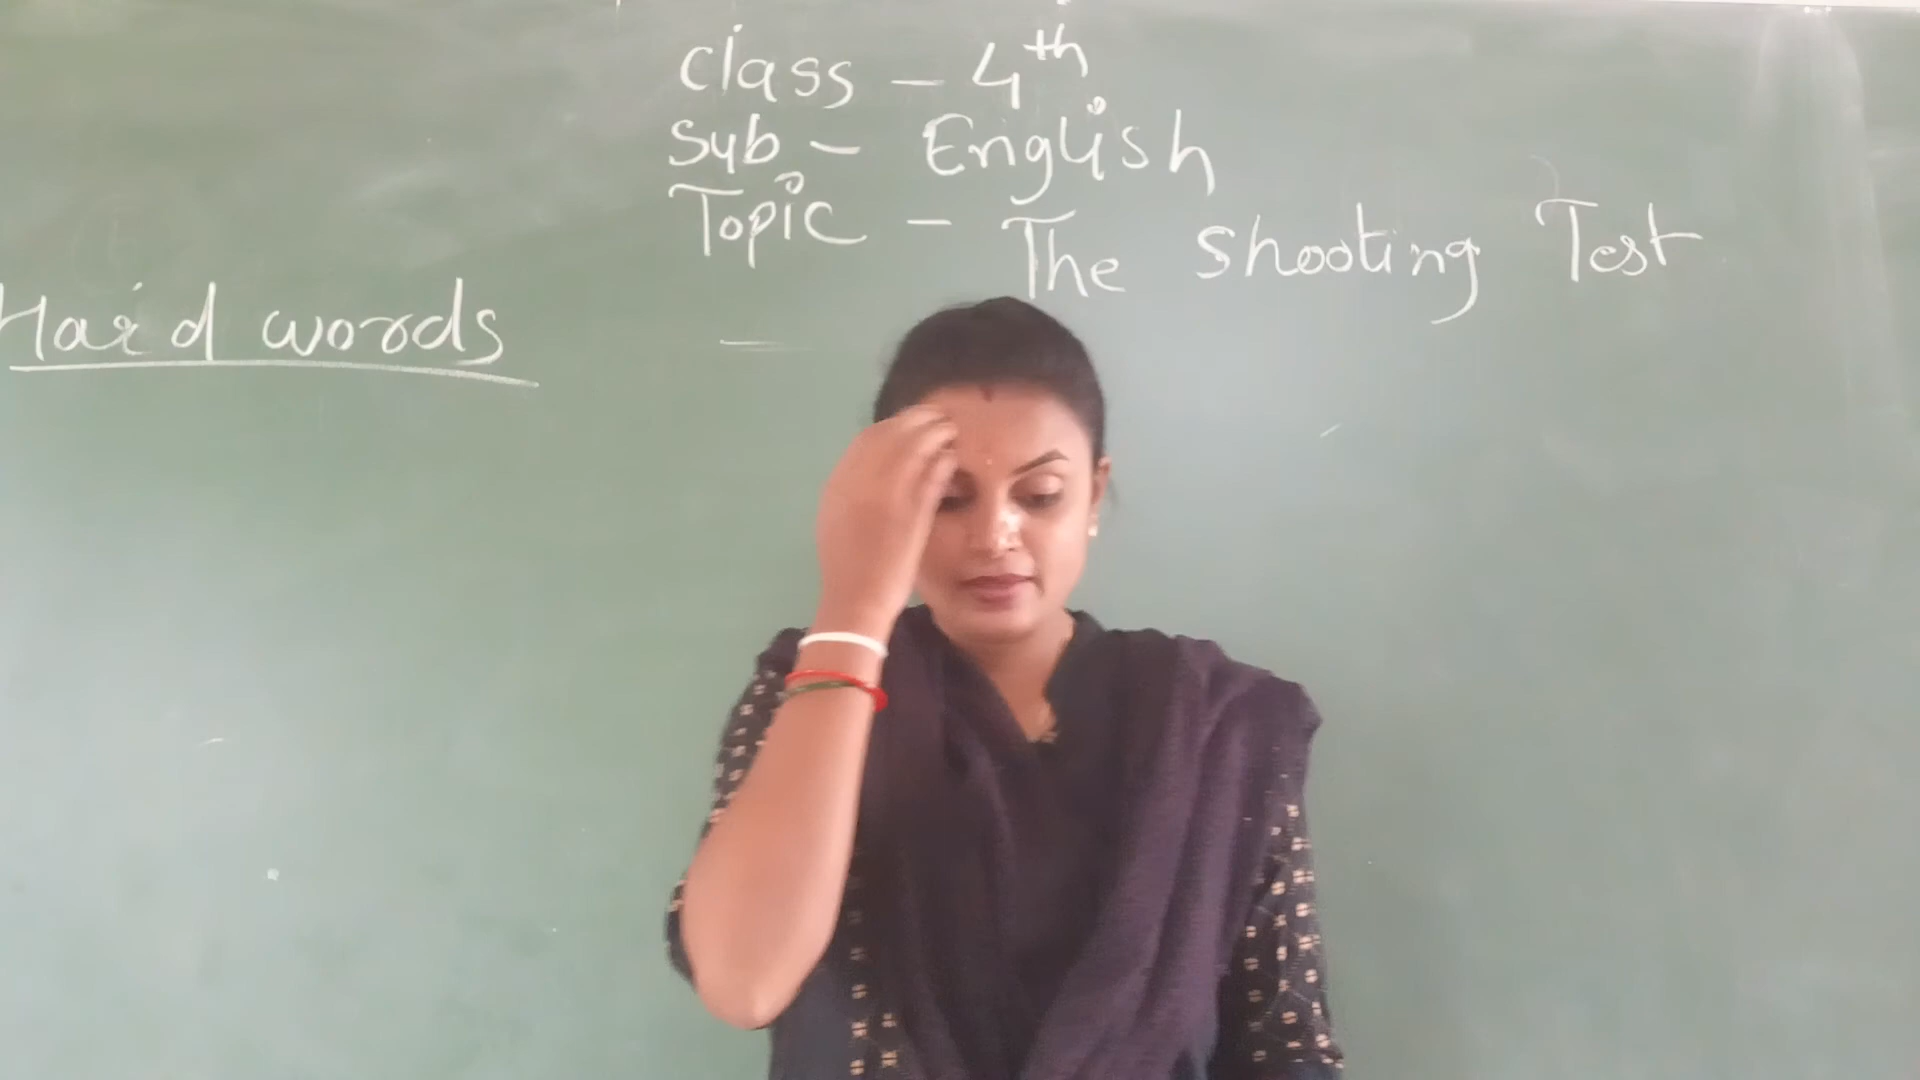 Class - 4th
Sub - English
Topic - The Shooting Test
Hard words